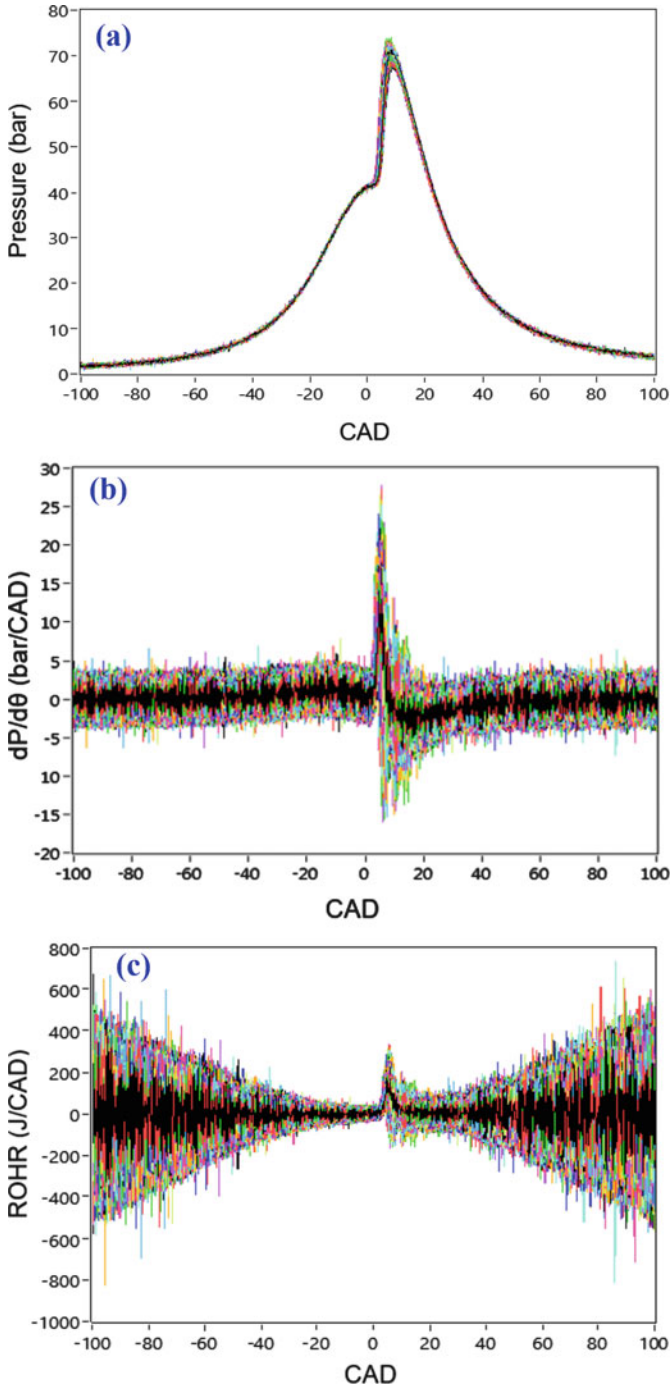 (a)
80
70
60
50
40
30
20
10
0
Pressure (bar)
-100 -80 -60 -40 -20 0 20 40 60 80 100
CAD
(b)
30
25
20
15
10
5
0
-5
10
-15
-20
dP/dθ (bar/CAD)
-100 -80 -60 -40 -20 0 20 40 60 80 100
CAD
(c)
800
600
400
200
0
-200
-400
-600
-800
-1000
ROHR (J/CAD)
-100 -80 -60 -40 -20 0 20 40 60 80 100
CAD